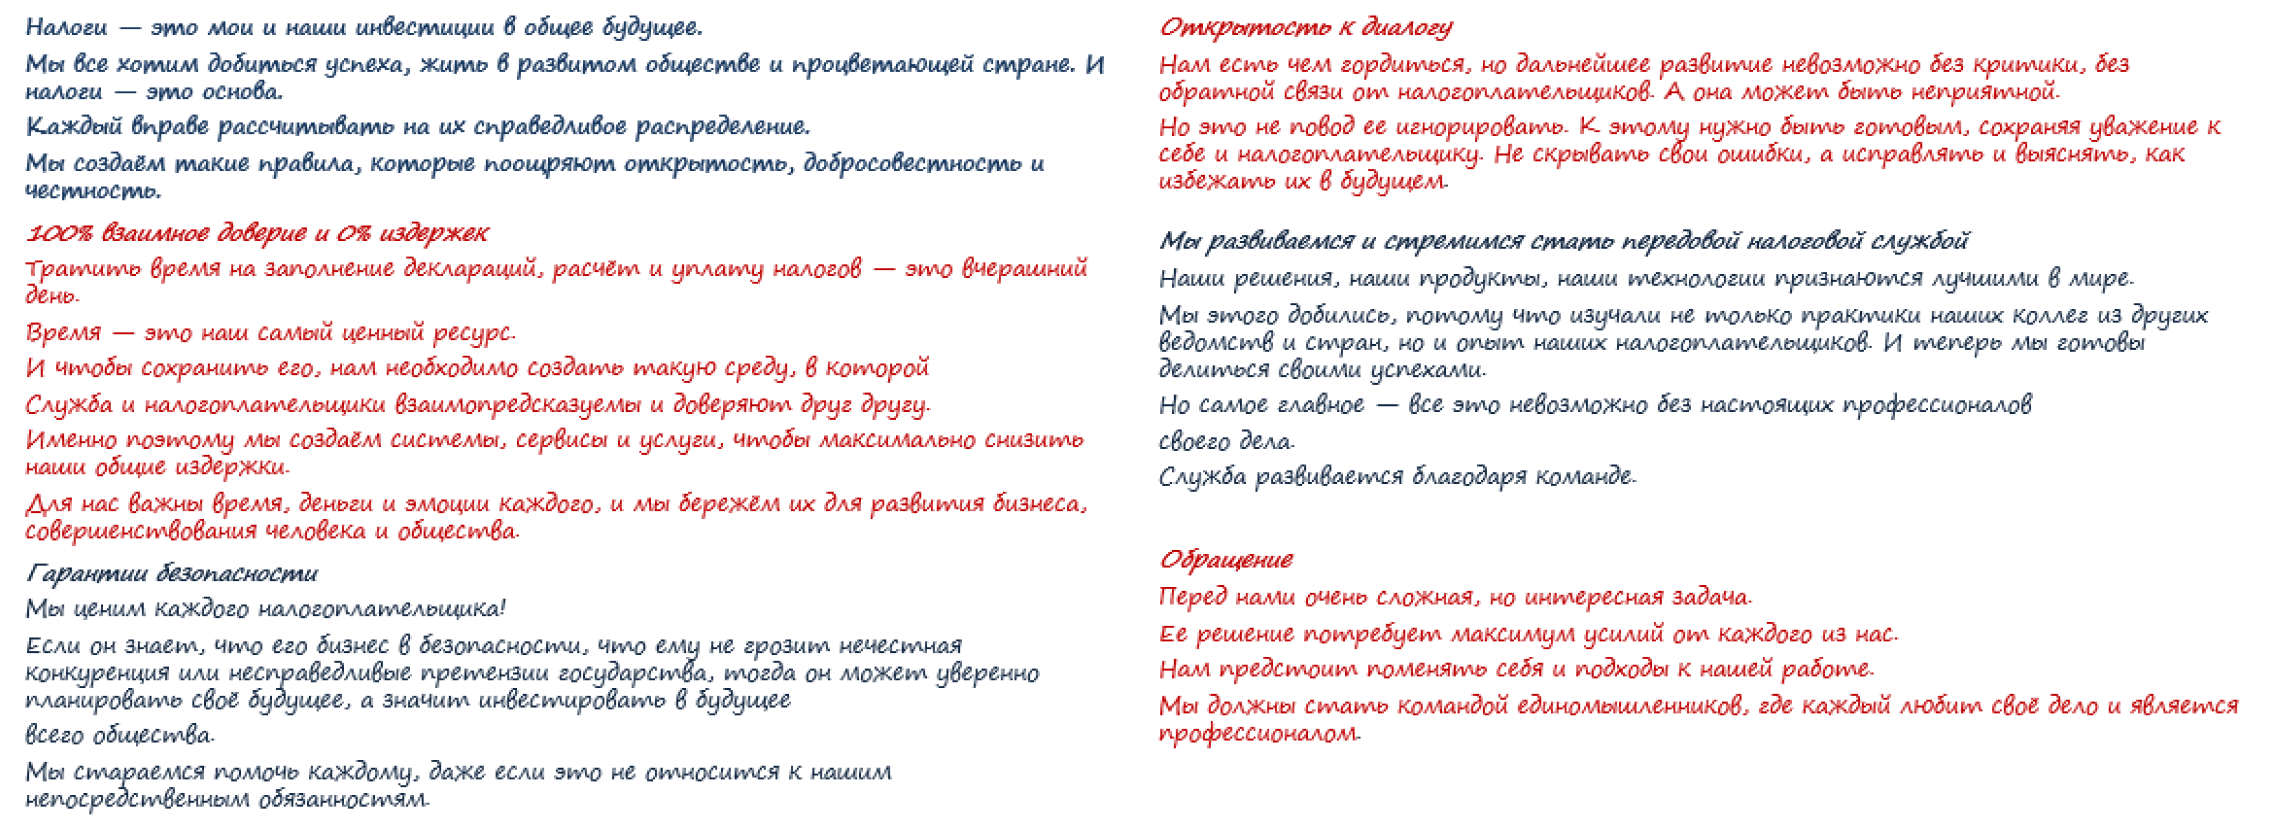 Налоги — это мои и наши инвестиции в общее будущее.
Мы все хотим добиться успеха, жить в развитом обществе и процветающей стране. И
налоги — это основа.
Каждый вправе рассчитывать на их справедливое распределение.
Мы создаём такие правила, которые поощряют открытость, добросовестность и
честность.
100% взаимное доверие и 0% издержек
Тратить время на заполнение деклараций, расчёт и уплату налогов — это вчерашний
день.
Время — это наш самый ценный ресурс.
И чтобы сохранить его, нам необходимо создать такую среду, в которой
Служба и налогоплательщики взаимопредсказуемы и доверяют друг другу.
Именно поэтому мы создаём системы, сервисы и услуги, чтобы максимально снизить
наши общие издержки.
Для нас важны время, деньги и эмоции каждого, и мы бережём их для развития бизнеса,
совершенствования человека и общества.
Гарантии безопасности
Мы ценим каждого налогоплательщика!
Если он знает, что его бизнес в безопасности, что ему не грозит нечестная
конкуренция или несправедливые претензии государства, тогда он может уверенно
планировать своё будущее, а значит инвестировать в будущее
всего общества.
Мы стараемся помочь каждому, даже если это не относится к нашим
непосредственным обязанностям.
Открытость к диалогу
Нам есть чем гордиться, но дальнейшее развитие невозможно без критики, без
обратной связи от налогоплательщиков. А она может быть неприятной.
Но это не повод ее игнорировать. К этому нужно быть готовым, сохраняя уважение к
себе и налогоплательщику. Не скрывать свои ошибки, а исправлять и выяснять, как
избежать их в будущем.
Мы развиваемся и стремимся стать передовой налоговой службой
Наши решения, наши продукты, наши технологии признаются лучшими в мире.
Мы этого добились, потому что изучали не только практики наших коллег из других
ведомств и стран, но и опыт наших налогоплательщиков. И теперь мы готовы
делиться своими успехами.
Но самое главное — все это невозможно без настоящих профессионалов
своего дела.
Служба развивается благодаря команде.
Обращение
Перед нами очень сложная, но интересная задача.
Ее решение потребует максимум усилий от каждого из нас.
Нам предстоит поменять себя и подходы к нашей работе.
Мы должны стать командой единомышленников, где каждый любит своё дело и является
профессионалом.